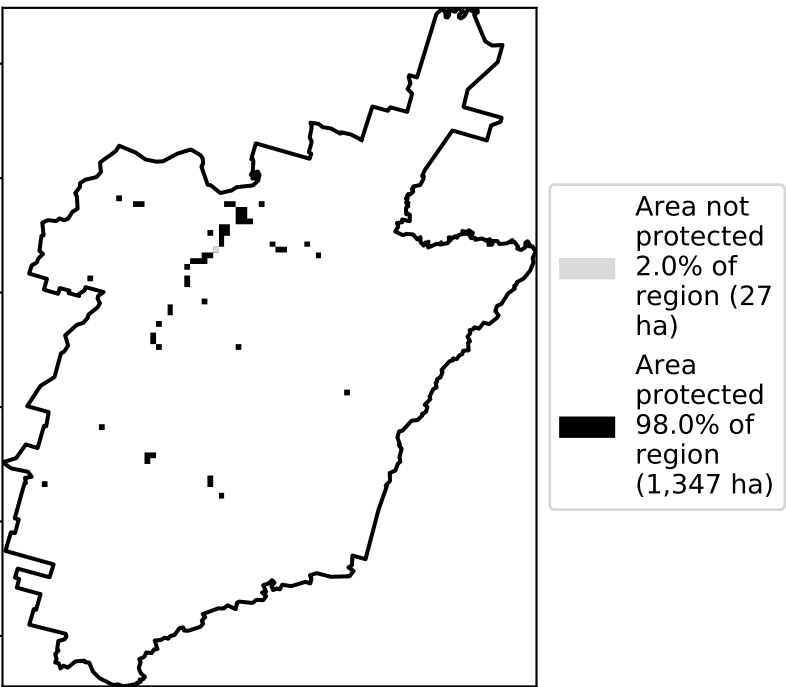 Area not
protected
2.0% of
region (27
ha)
Area
protected
98.0% of
region
(1,347 ha)